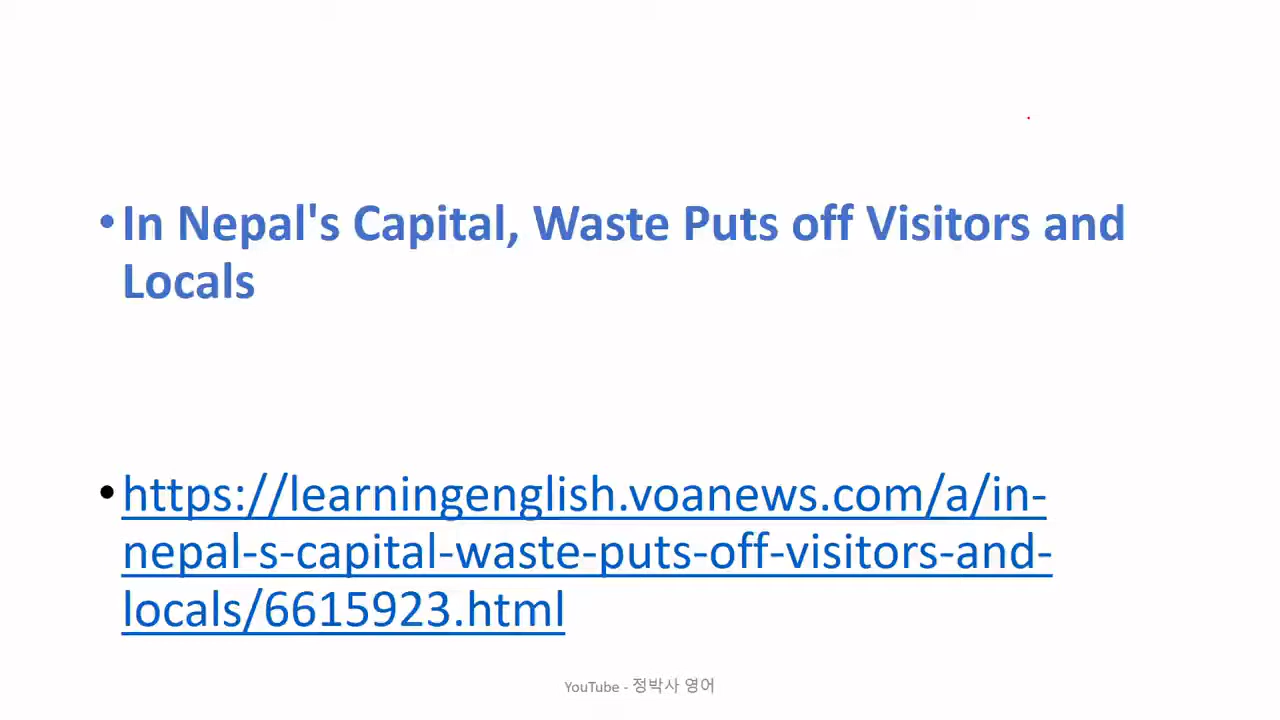 •In Nepal's Capital, Waste Puts off Visitors and
Locals
•https://learningenglish.voanews.com/a/in-
nepal-s-capital-waste-puts-off-visitors-and-
locals/6615923.html
YouTube - 정박사 영어